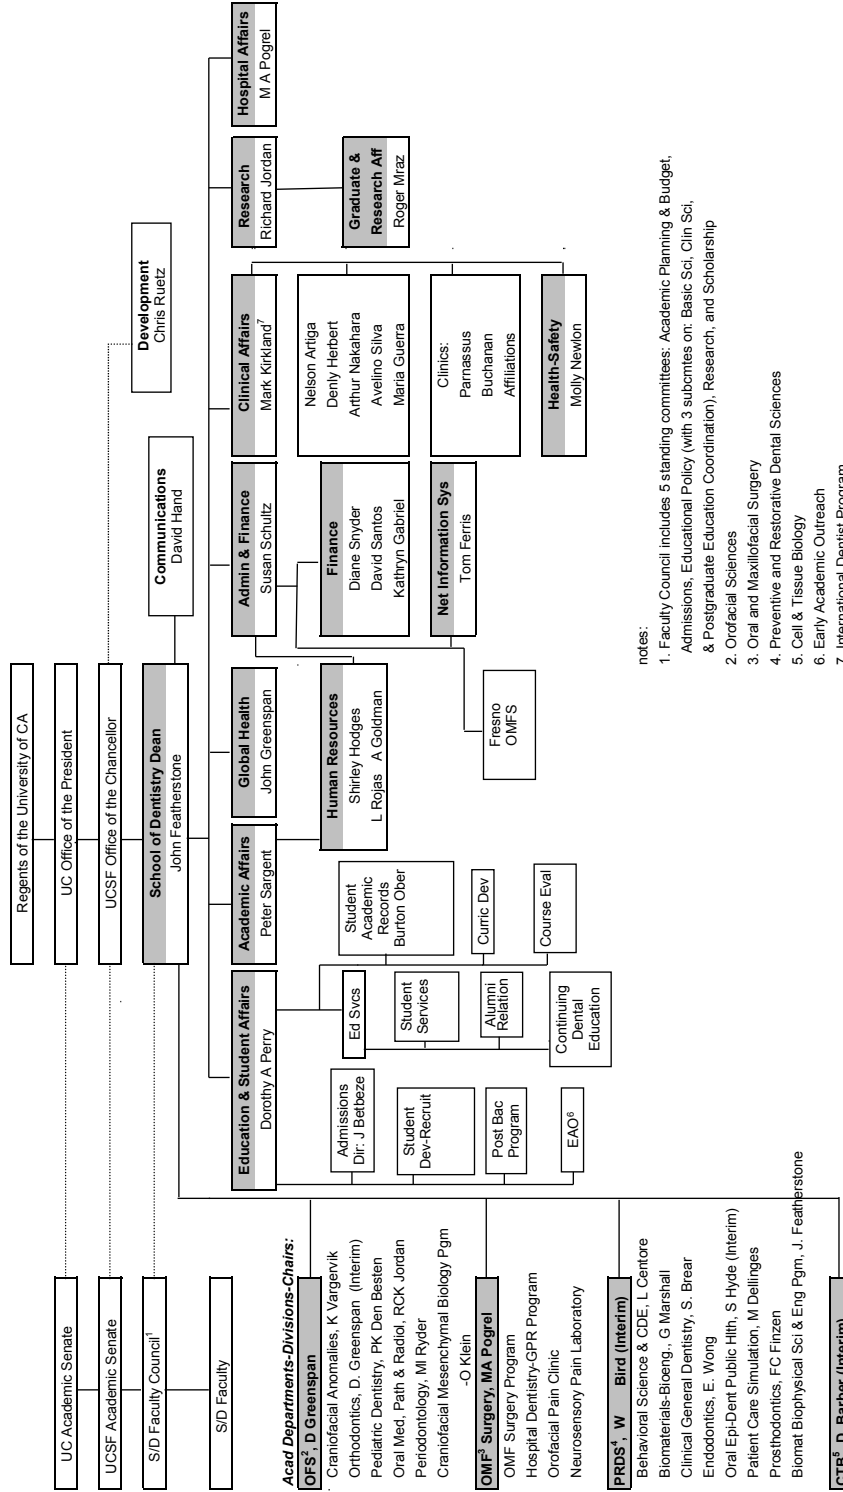 Regents of the University of CA
UC Office of the President
UCSF Office of the Chancellor
School of Dentistry Dean
John Featherstone
Communications
David Hand
Development
Chris Ruetz
UC Academic Senate
UCSF Academic Senate
S/D Faculty Council1
S/D Faculty
Education & Student Affairs
Dorothy A Perry
Academic Affairs
Peter Sargent
Global Health
John Greenspan
Admin & Finance
Susan Schultz
Clinical Affairs
Mark Kirkland7
Research
Richard Jordan
Hospital Affairs
M A Pogrel
Admissions
Dir: J Betbeze
Student
Dev-Recruit
Post Bac
Program
EAO6
Ed Svcs
Student
Services
Alumni
Relation
Continuing
Dental
Education
Student
Academic
Records
Burton Ober
Curric Dev
Course Eval
Human Resources
Shirley Hodges
L Rojas A Goldman
Finance
Diane Snyder
David Santos
Kathryn Gabriel
Net Information Sys
Tom Ferris
Fresno
OMFS
Nelson Artiga
Denly Herbert
Arthur Nakahara
Avelino Silva
Maria Guerra
Clinics:
Parnassus
Buchanan
Affiliations
Health-Safety
Molly Newlon
Graduate &
Research Aff
Roger Mraz
Acad Departments-Divisions-Chairs:
OFS2, D Greenspan
Craniofacial Anomalies, K Vargervik
Orthodontics, D. Greenspan (Interim)
Pediatric Dentistry, PK Den Besten
Oral Med, Path & Radiol, RCK Jordan
Periodontology, MI Ryder
Craniofacial Mesenchymal Biology Pgm
-O Klein
OMF3 Surgery, MA Pogrel
OMF Surgery Program
Hospital Dentistry-GPR Program
Orofacial Pain Clinic
Neurosensory Pain Laboratory
PRDS4, W Bird (Interim)
Behavioral Science & CDE, L Centore
Biomaterials-Bioeng., G Marshall
Clinical General Dentistry, S. Brear
Endodontics, E. Wong
Oral Epi-Dent Public Hlth, S Hyde (Interim)
Patient Care Simulation, M Dellinges
Prosthodontics, FC Finzen
Biomat Biophysical Sci & Eng Pgm, J. Featherstone
CTB5, D. Barber (Interim)
notes:
1. Faculty Council includes 5 standing committees: Academic Planning & Budget,
Admissions, Educational Policy (with 3 subcmtes on: Basic Sci, Clin Sci,
& Postgraduate Education Coordination), Research, and Scholarship
2. Orofacial Sciences
3. Oral and Maxillofacial Surgery
4. Preventive and Restorative Dental Sciences
5. Cell & Tissue Biology
6. Early Academic Outreach
7. International Dentist Program